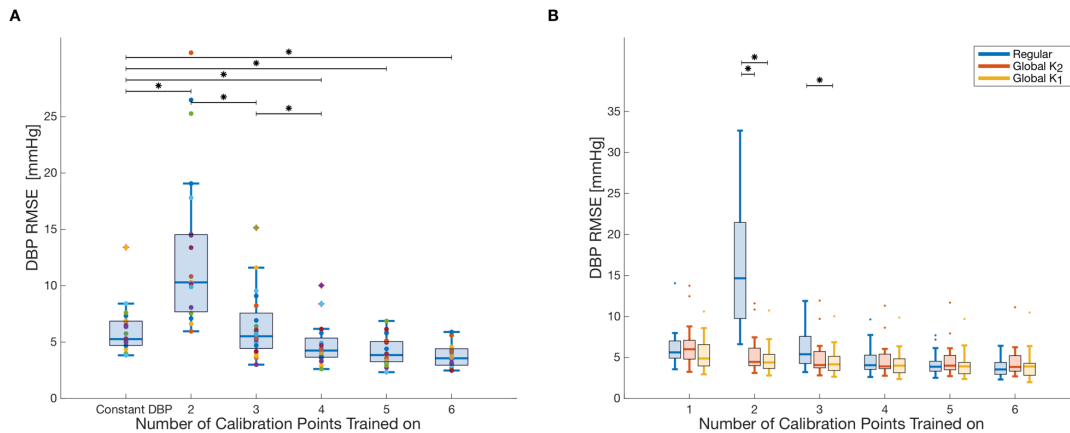 A
DBP RMSE [mmHg]
25
20
15
10
5
0
Constant DBP 2 3 4 5 6
Number of Calibration Points Trained on
B
Regular
Global K2
Global K1
DBP RMSE [mmHg]
35
30
25
20
15
10
5
0
1 2 3 4 5 6
Number of Calibration Points Trained on